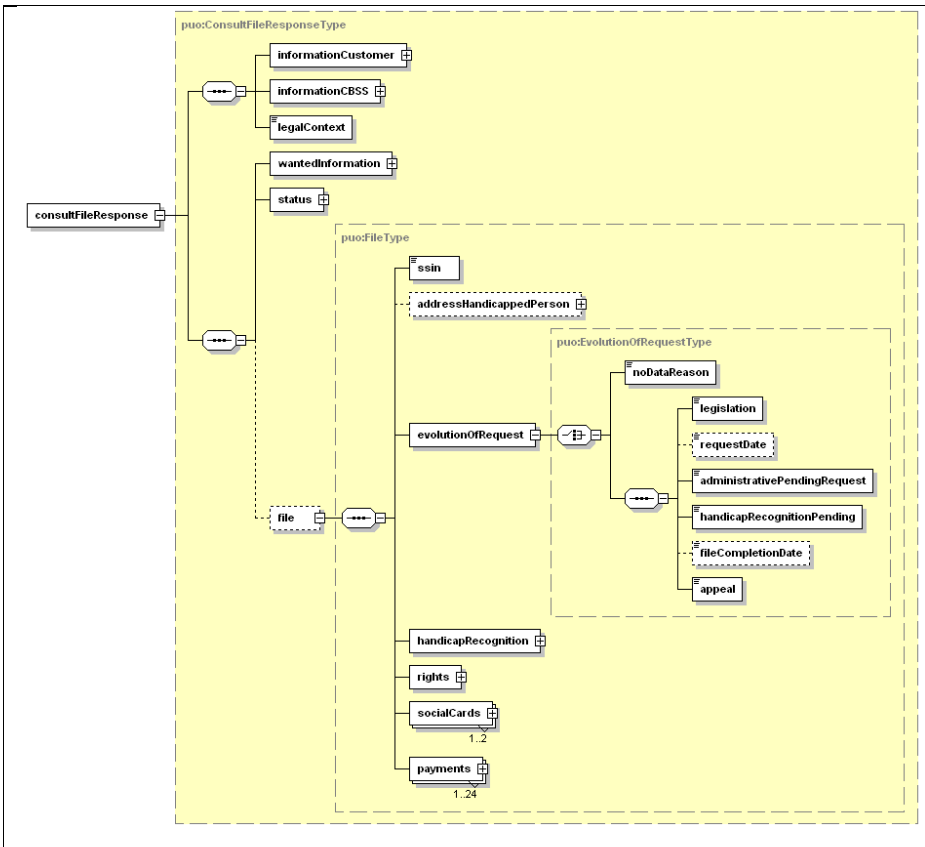 puo:ConsultFileResponseType
informationCustomer
informationCBSS
legalContext
wantedInformation
status
consultFileResponse
puo:FileType
ssin
addressHandicappedPerson
puo:EvolutionOfRequestType
noDataReason
legislation
requestDate
evolutionOfRequest
administrativePendingRequest
handicapRecognitionPending
file
fileCompletionDate
appeal
handicapRecognition
rights
socialCards
1..2
payments
1..24